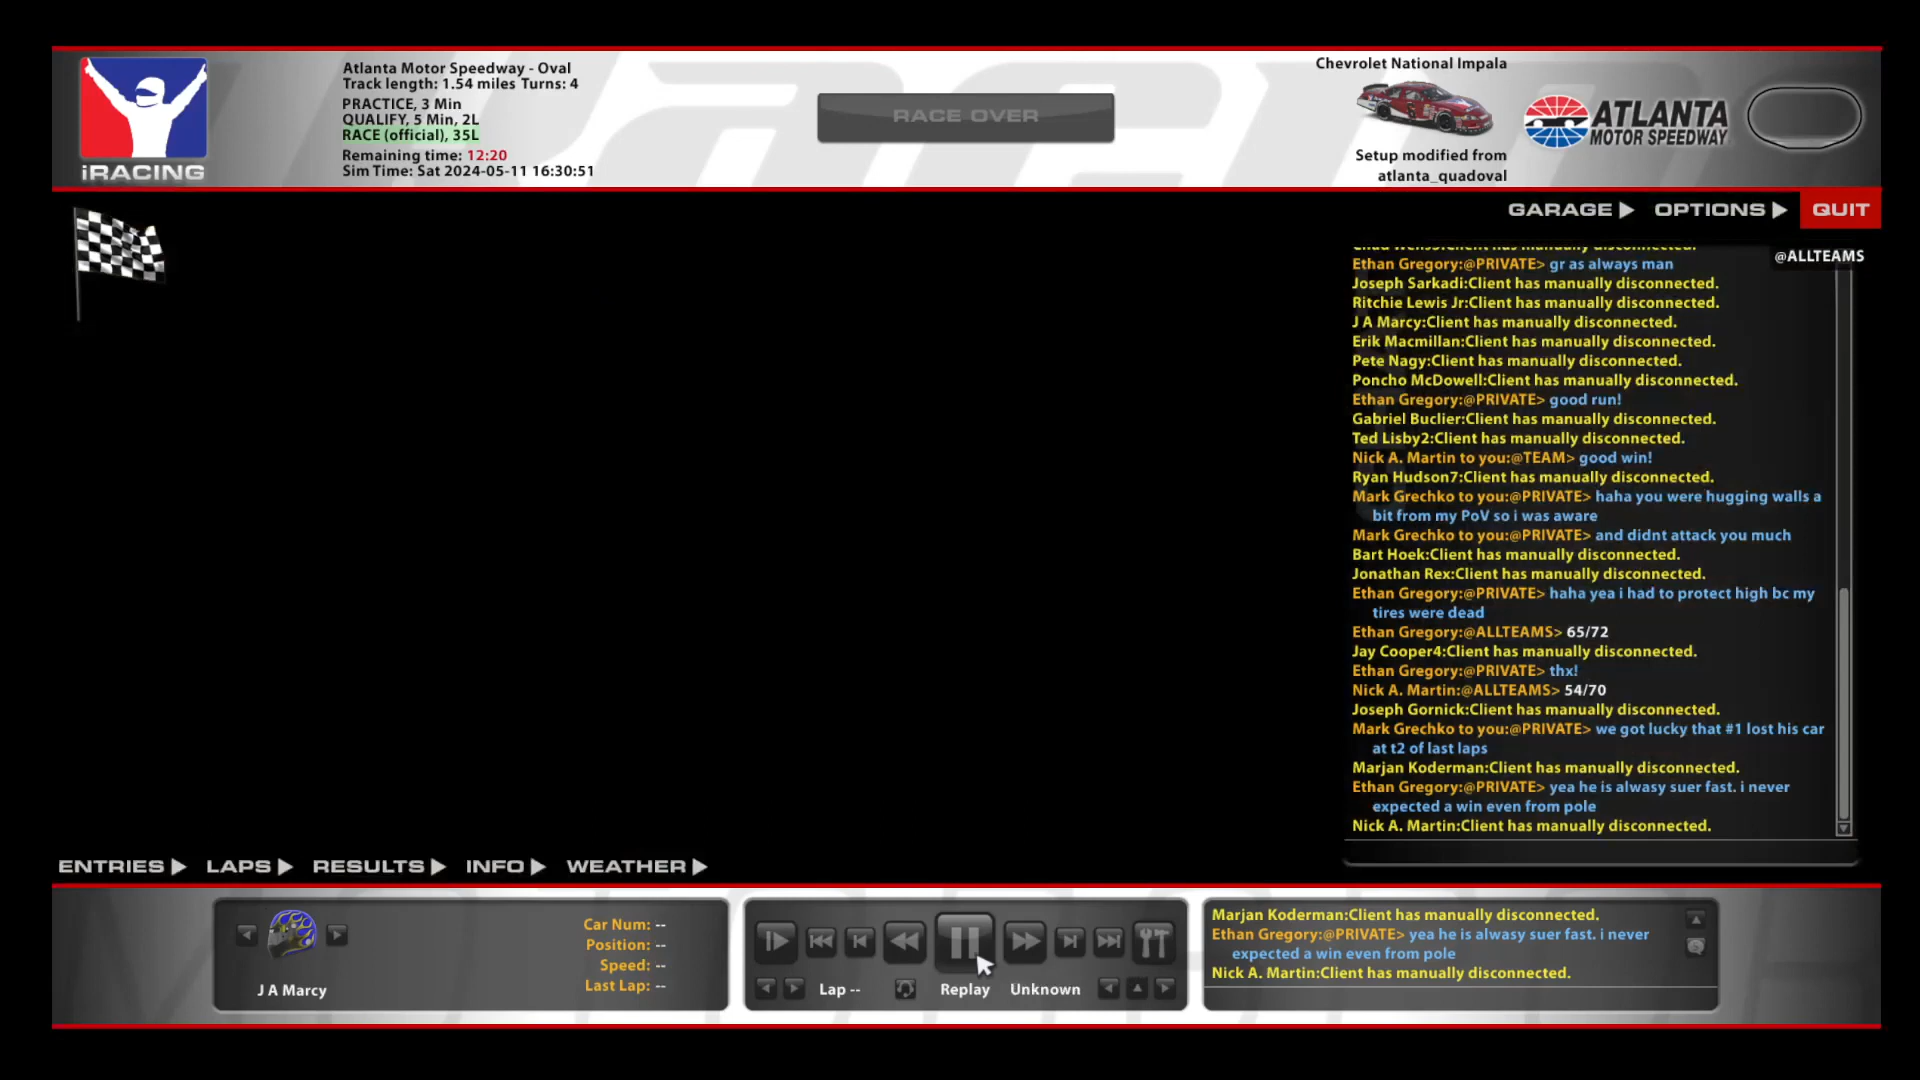 Atlanta Motor Speedway - Oval
Track length: 1.54 miles Turns: 4
PRACTICE, 3 Min
QUALIFY, 5 Min, 2L
RACE (official), 35L
Remaining time: 12:20
Sim Time: Sat 2024-05-11 16:30:51
iRACING
RACE OVER
Chevrolet National Impala
Setup modified from
atlanta_quadoval
ATLANTA
MOTOR SPEEDWAY
GARAGE
OPTIONS
QUIT
@ALLTEAMS
Ethan Gregory:@PRIVATE> gr as always man
Joseph Sarkadi:Client has manually disconnected.
Ritchie Lewis Jr:Client has manually disconnected.
J A Marcy:Client has manually disconnected.
Erik Macmillan:Client has manually disconnected.
Pete Nagy:Client has manually disconnected.
Poncho McDowell:Client has manually disconnected.
Ethan Gregory:@PRIVATE> good run!
Gabriel Buclier:Client has manually disconnected.
Ted Lisby2:Client has manually disconnected.
Nick A. Martin to you:@TEAM> good win!
Ryan Hudson7:Client has manually disconnected.
Mark Grechko to you:@PRIVATE> haha you were hugging walls a
bit from my PoV so i was aware
Mark Grechko to you:@PRIVATE> and didnt attack you much
Bart Hoek:Client has manually disconnected.
Jonathan Rex:Client has manually disconnected.
Ethan Gregory:@PRIVATE> haha yea i had to protect high bc my
tires were dead
Ethan Gregory:@ALLTEAMS> 65/72
Jay Cooper4:Client has manually disconnected.
Ethan Gregory:@PRIVATE> thx!
Nick A. Martin:@ALLTEAMS> 54/70
Joseph Gornick:Client has manually disconnected.
Mark Grechko to you:@PRIVATE> we got lucky that #1 lost his car
at t2 of last laps
Marjan Koderman:Client has manually disconnected.
Ethan Gregory:@PRIVATE> yea he is alwasy suer fast. i never
expected a win even from pole
Nick A. Martin:Client has manually disconnected.
ENTRIES
LAPS
RESULTS
INFO
WEATHER
J A Marcy
Car Num: --
Position: --
Speed: --
Last Lap: --
Lap --
Replay
Unknown
Marjan Koderman:Client has manually disconnected.
Ethan Gregory:@PRIVATE> yea he is alwasy suer fast. i never
expected a win even from pole
Nick A. Martin:Client has manually disconnected.